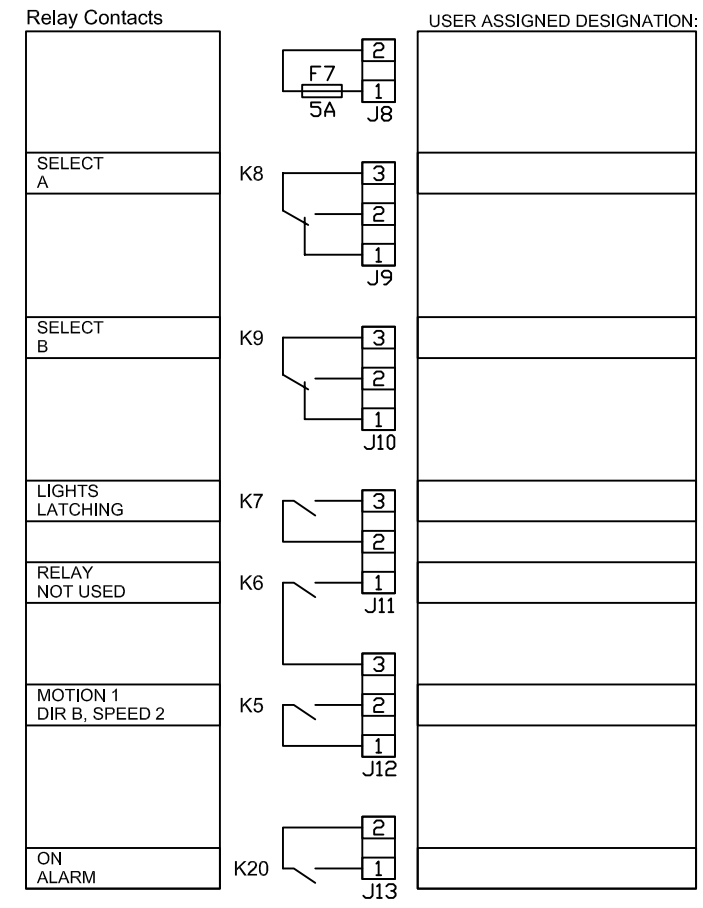 Relay Contacts
USER ASSIGNED DESIGNATION:
2
F7
1
5A
J8
SELECT
A
K8
3
2
1
J9
SELECT
B
K9
3
2
1
J10
LIGHTS
LATCHING
K7
3
2
RELAY
NOT USED
K6
1
J11
3
MOTION 1
DIR B, SPEED 2
K5
2
1
J12
2
ON
ALARM
K20
1
J13